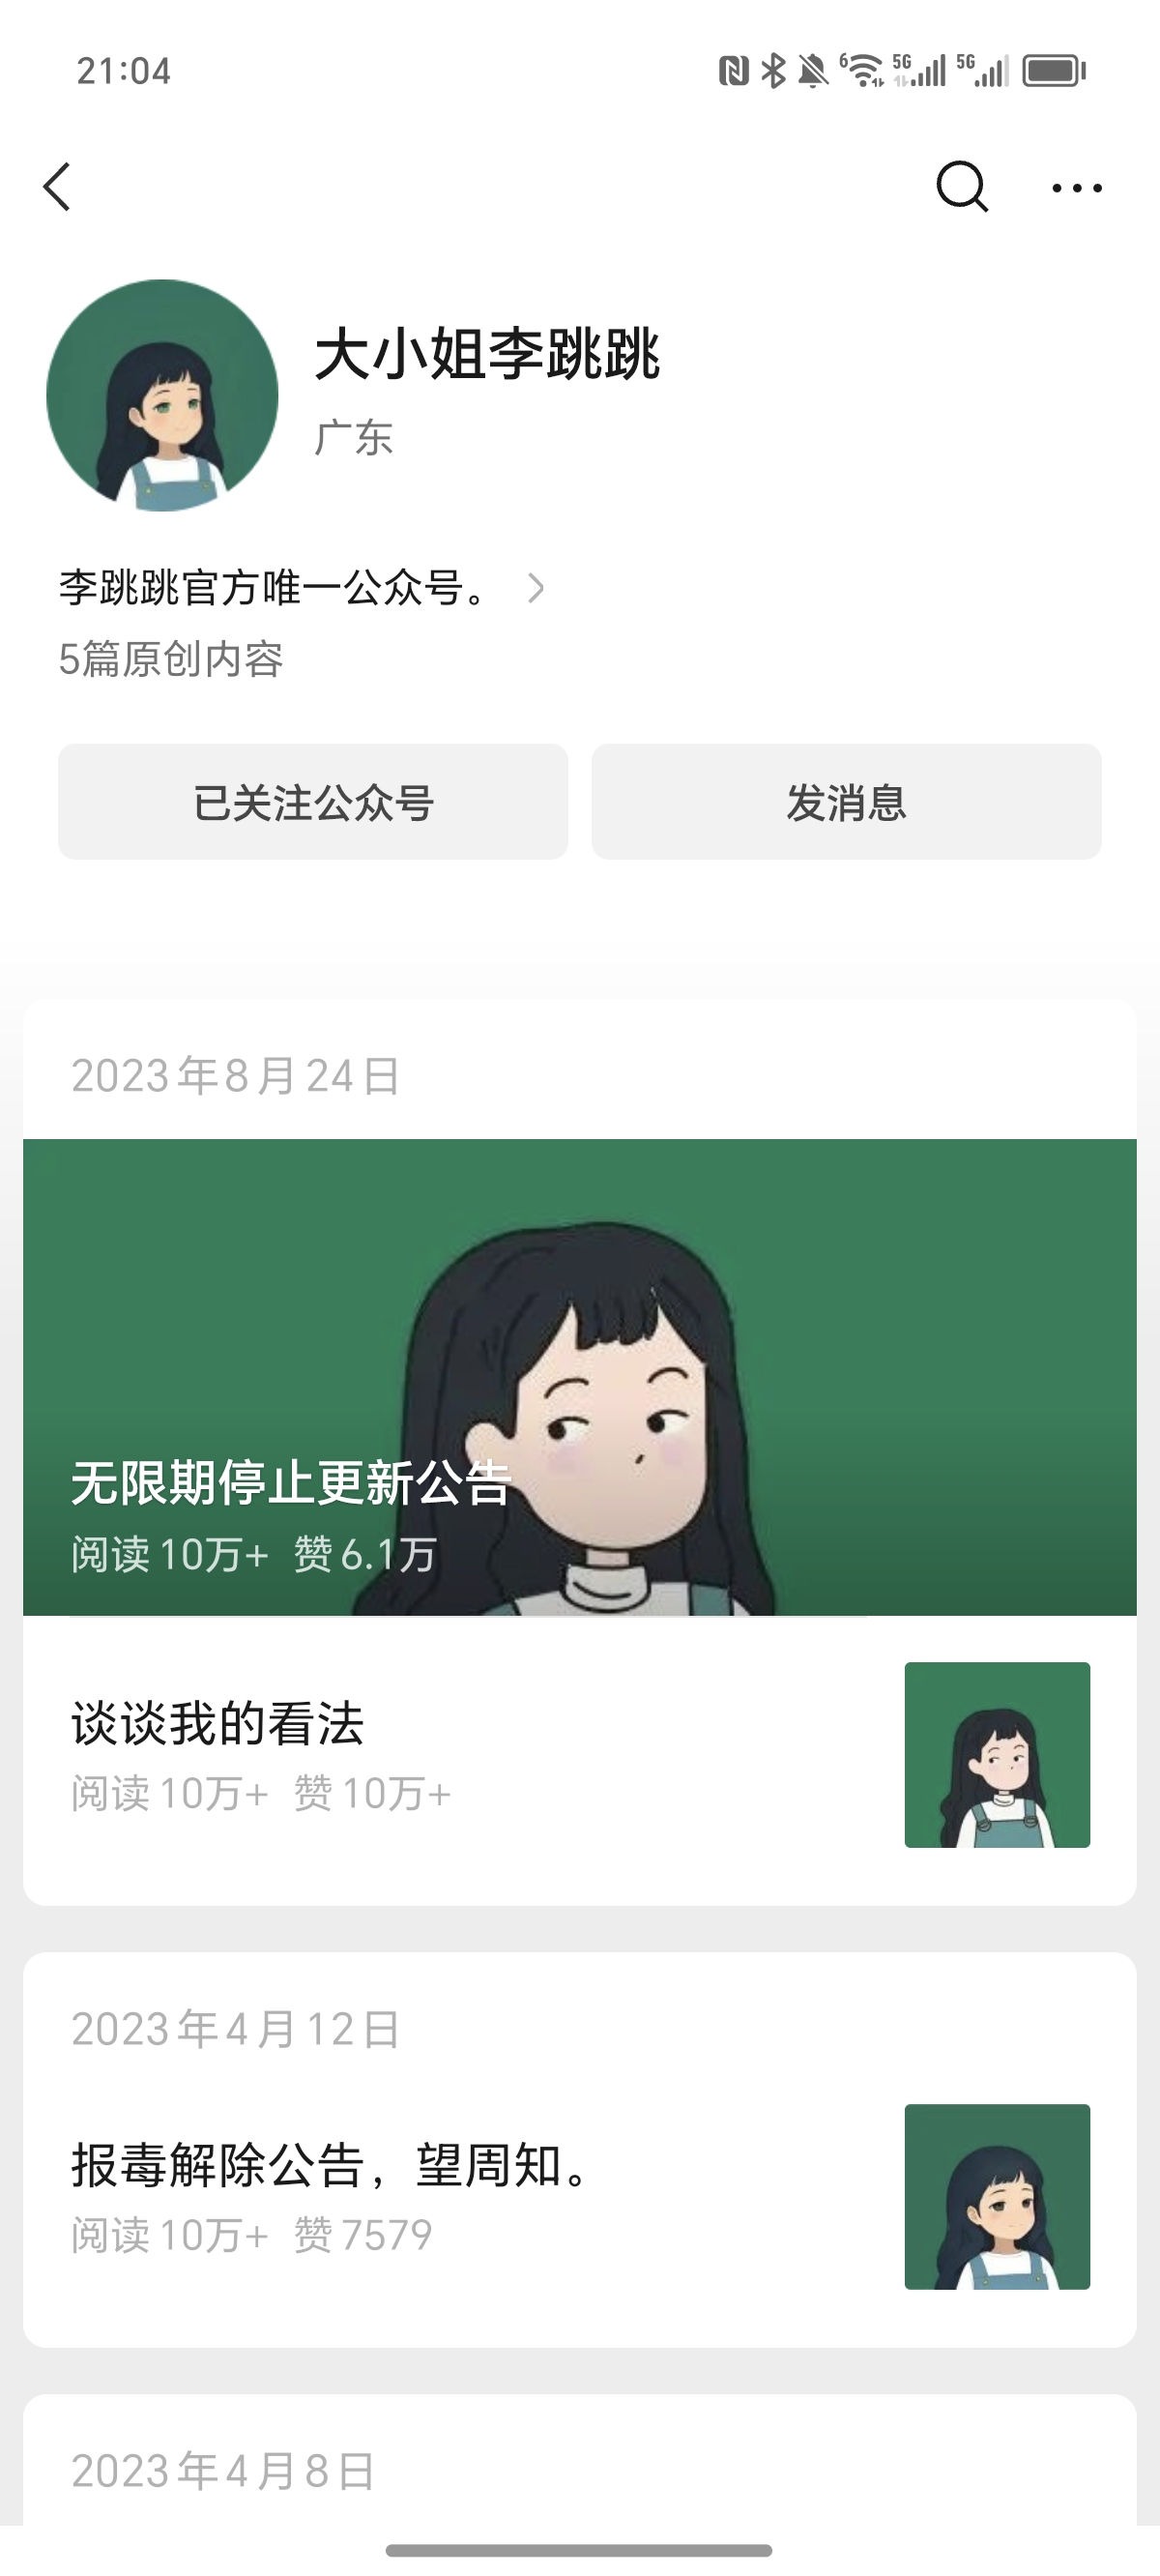 21:04
6 5G 5G
大小姐李跳跳
广东
李跳跳官方唯一公众号。
5篇原创内容
已关注公众号
发消息
2023年8月24日
无限期停止更新公告
阅读 10万+ 赞 6.1万
谈谈我的看法
阅读 10万+ 赞 10万+
2023年4月12日
报毒解除公告，望周知。
阅读 10万+ 赞 7579
2023年4月8日